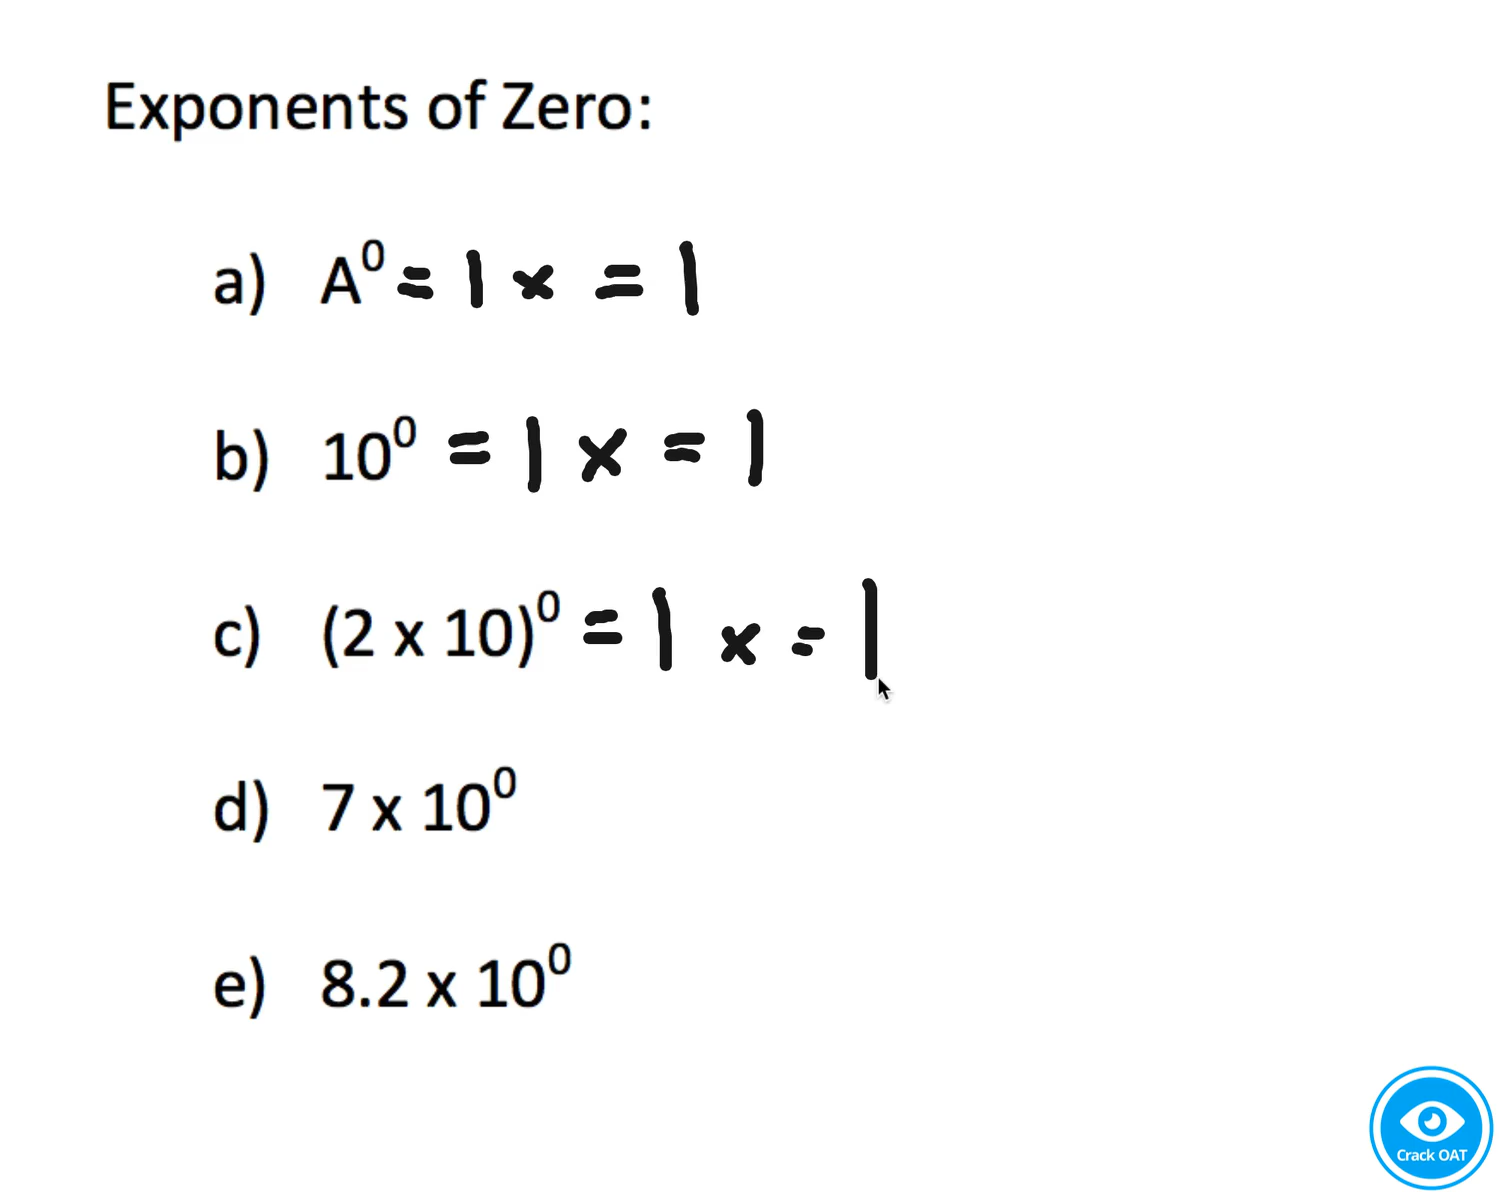 Exponents of Zero:
a) A⁰ = 1 x = 1
b) 10⁰ = 1 x = 1
c) (2 x 10)⁰ = 1 x = 1
d) 7 x 10⁰
e) 8.2 x 10⁰
Crack OAT